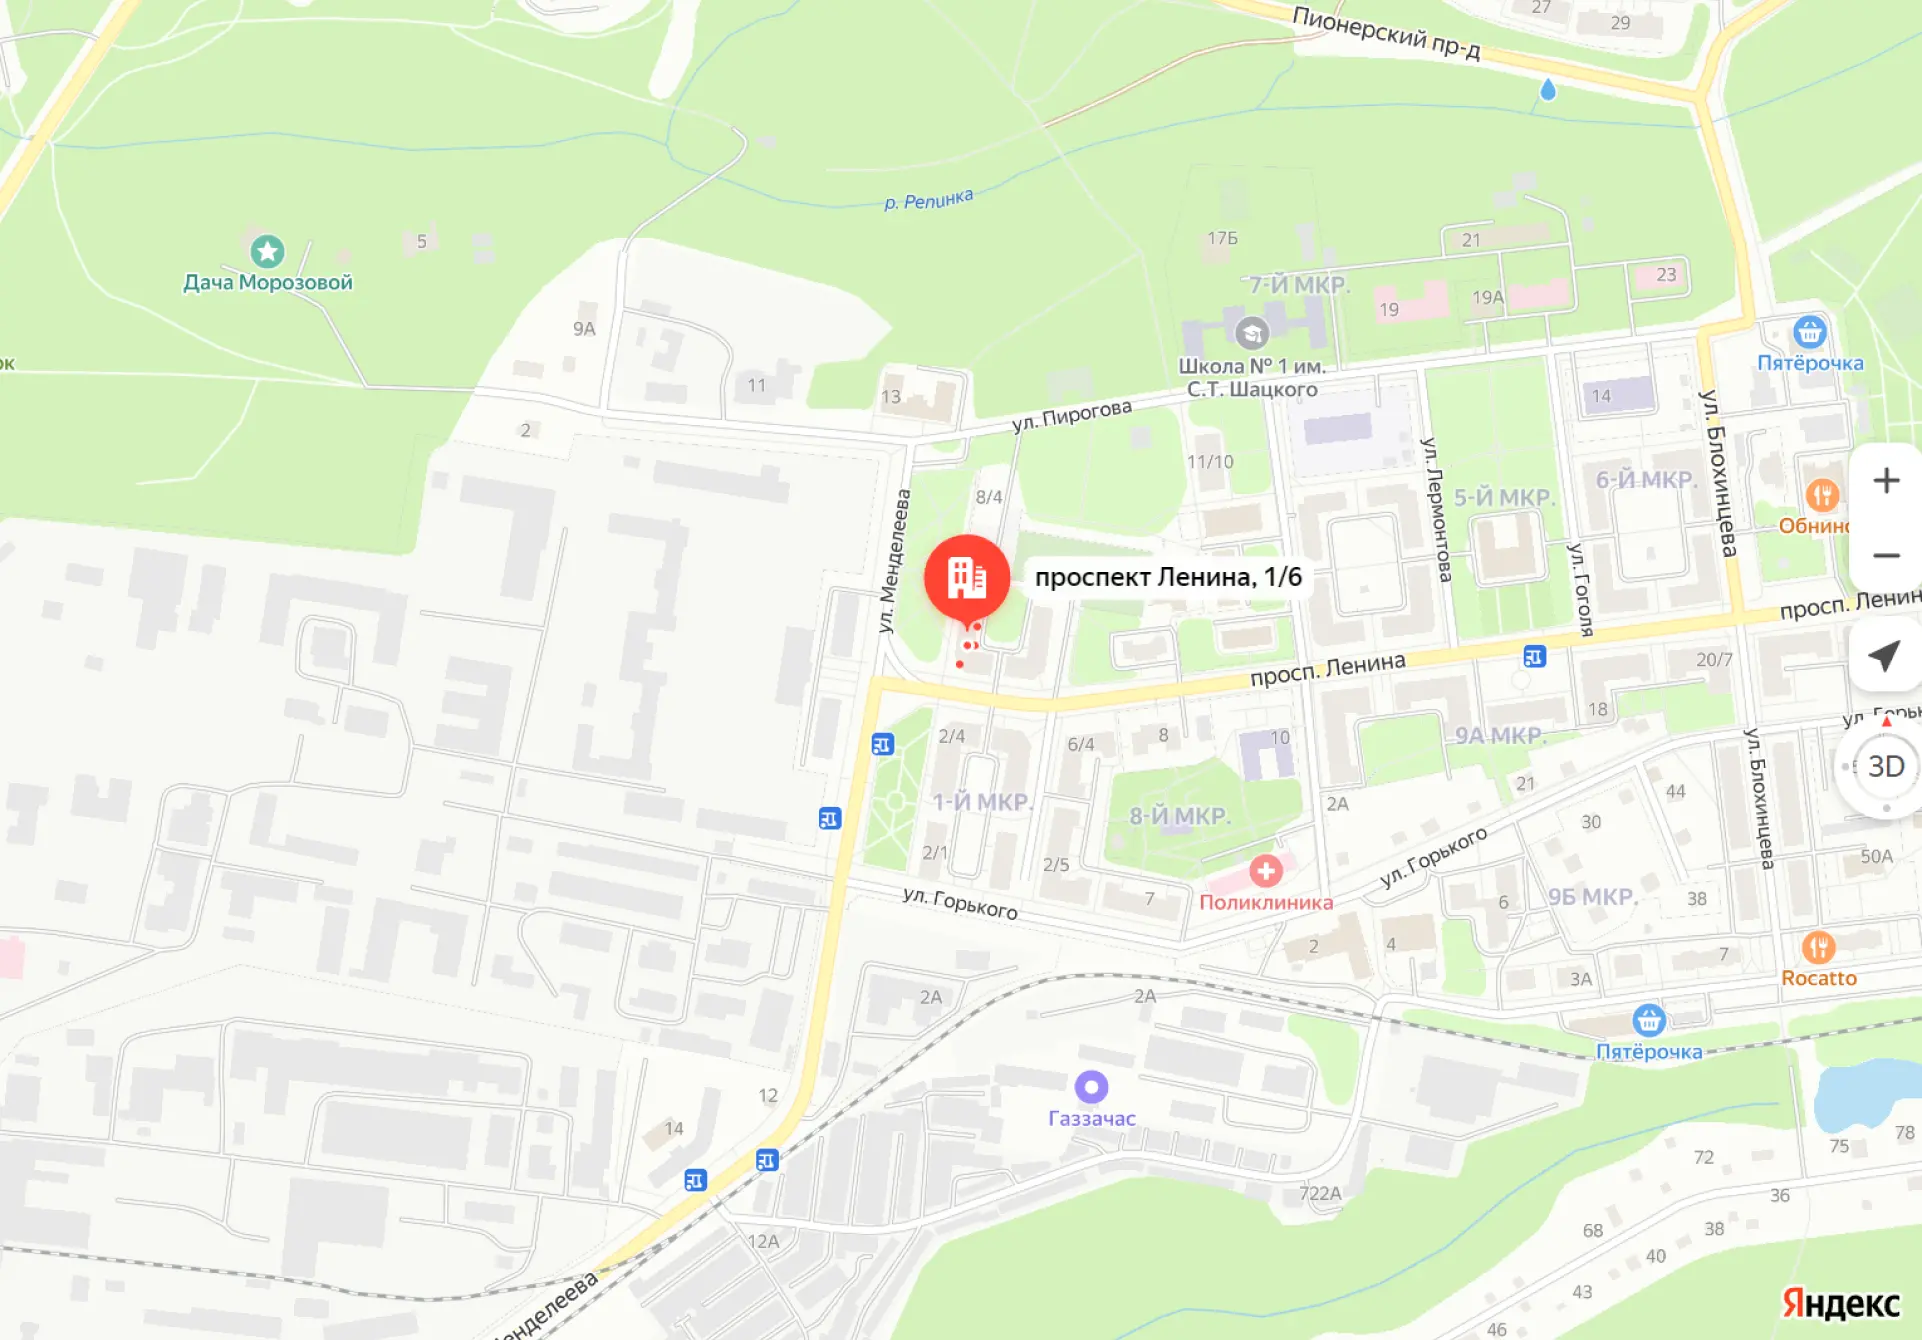 27
29
Пионерский пр-д
р. Репинка
5
Дача Морозовой
17Б
21
7-Й МКР.
23
19
19А
9А
Школа № 1 им.
С.Т. Шацкого
Пятёрочка
ок
11
13
14
2
ул. Пирогова
ул. Блохинцева
11/10
ул. Лермонтова
5-Й МКР.
6-Й МКР.
8/4
ул. Менделеева
Обнинс
проспект Ленина, 1/6
ул. Гоголя
просп. Ленин
просп. Ленина
20/7
18
ул. Горьк
2/4
6/4
8
10
9А МКР.
3D
5
ул. Блохинцева
1-Й МКР.
8-Й МКР.
2А
21
44
30
ул. Горького
2/1
2/5
50А
7
Поликлиника
ул. Горького
6
9Б МКР.
38
2
4
7
Rocatto
3А
2А
2А
Пятёрочка
12
Газзачас
14
75
78
72
36
722А
68
38
12А
40
43
46
Менделеева
Яндекс